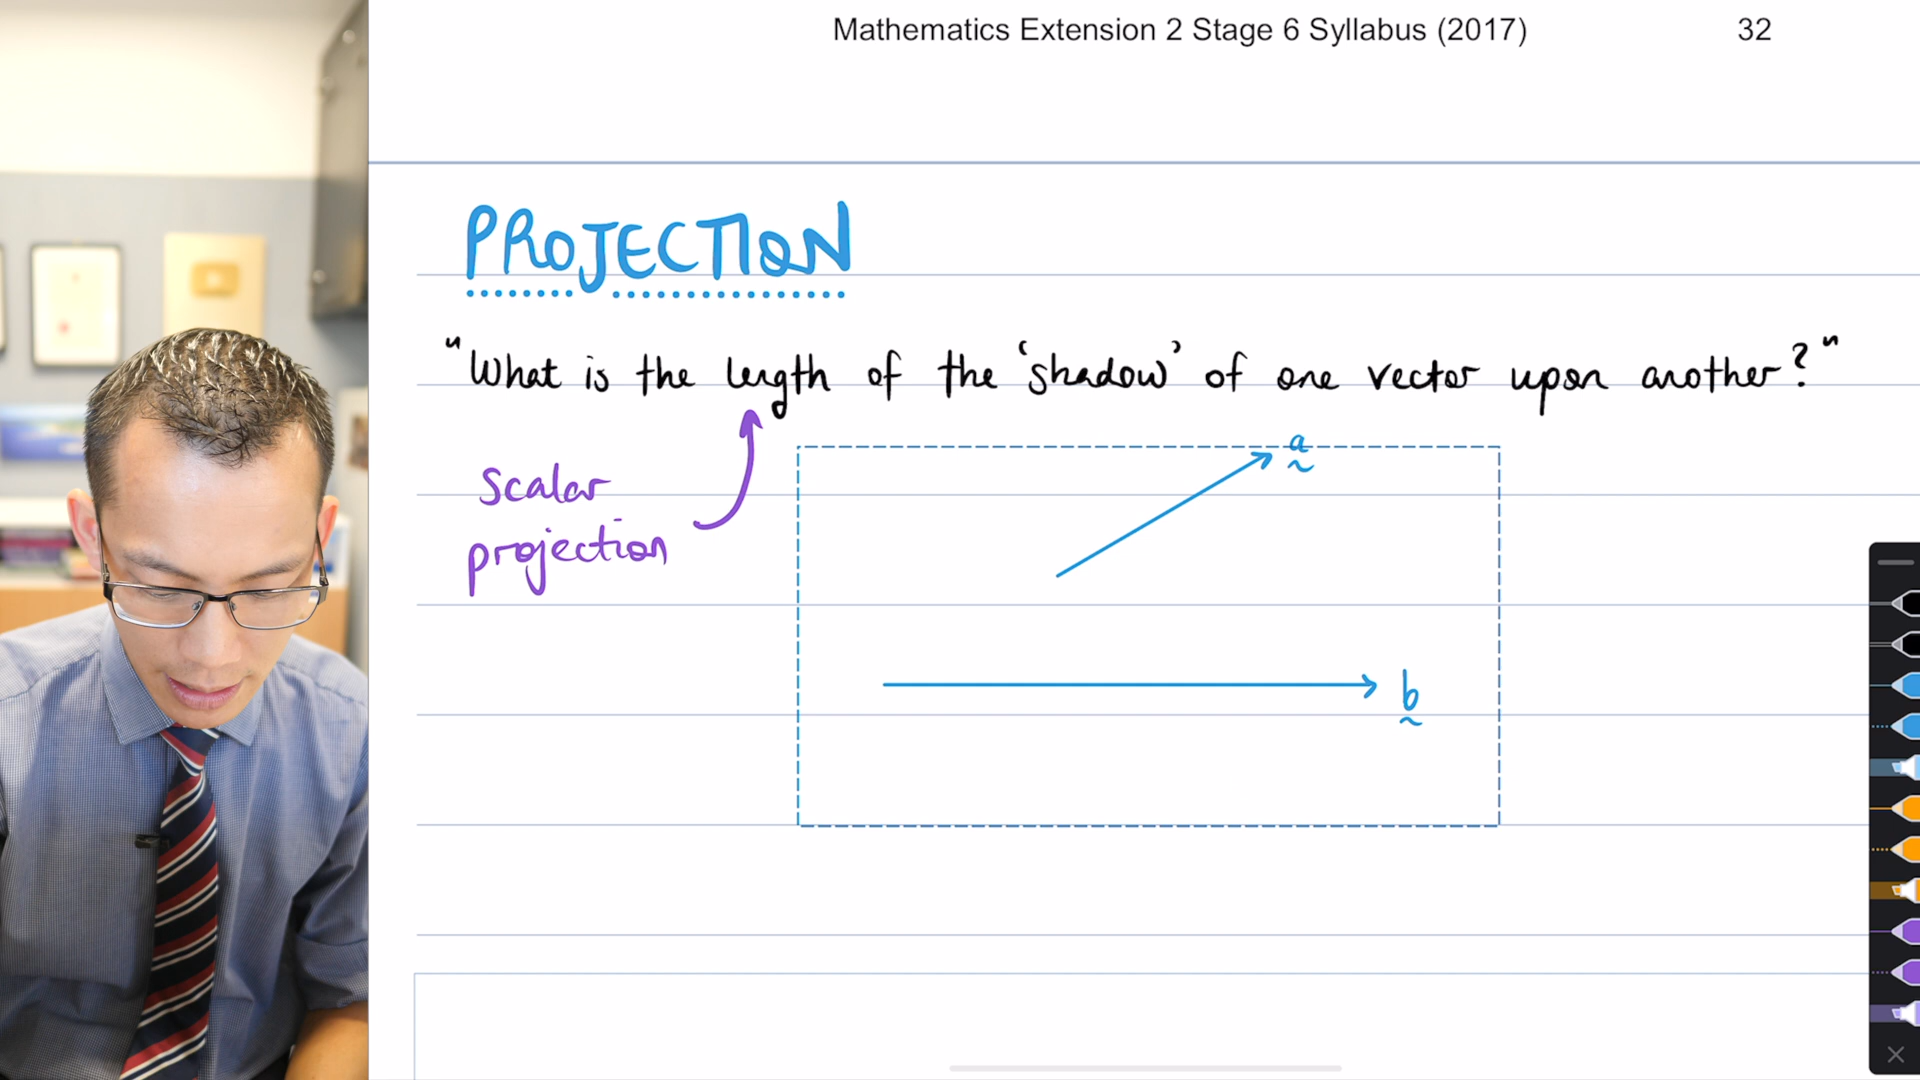 Mathematics Extension 2 Stage 6 Syllabus (2017) 32
PROJECTION
"What is the length of the 'shadow' of one vector upon another?"
a
scalar
projection
b